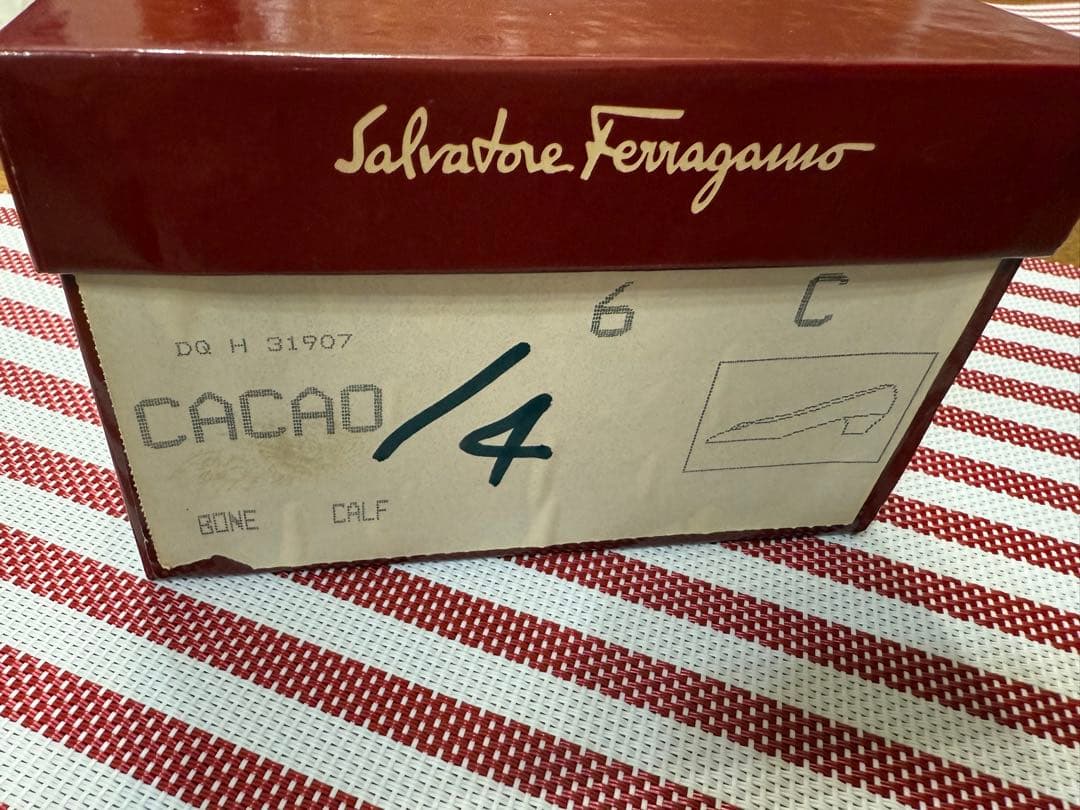 Salvatore Ferragamo
6 C
DQ H 31907
CACAO /4
BONE CALF